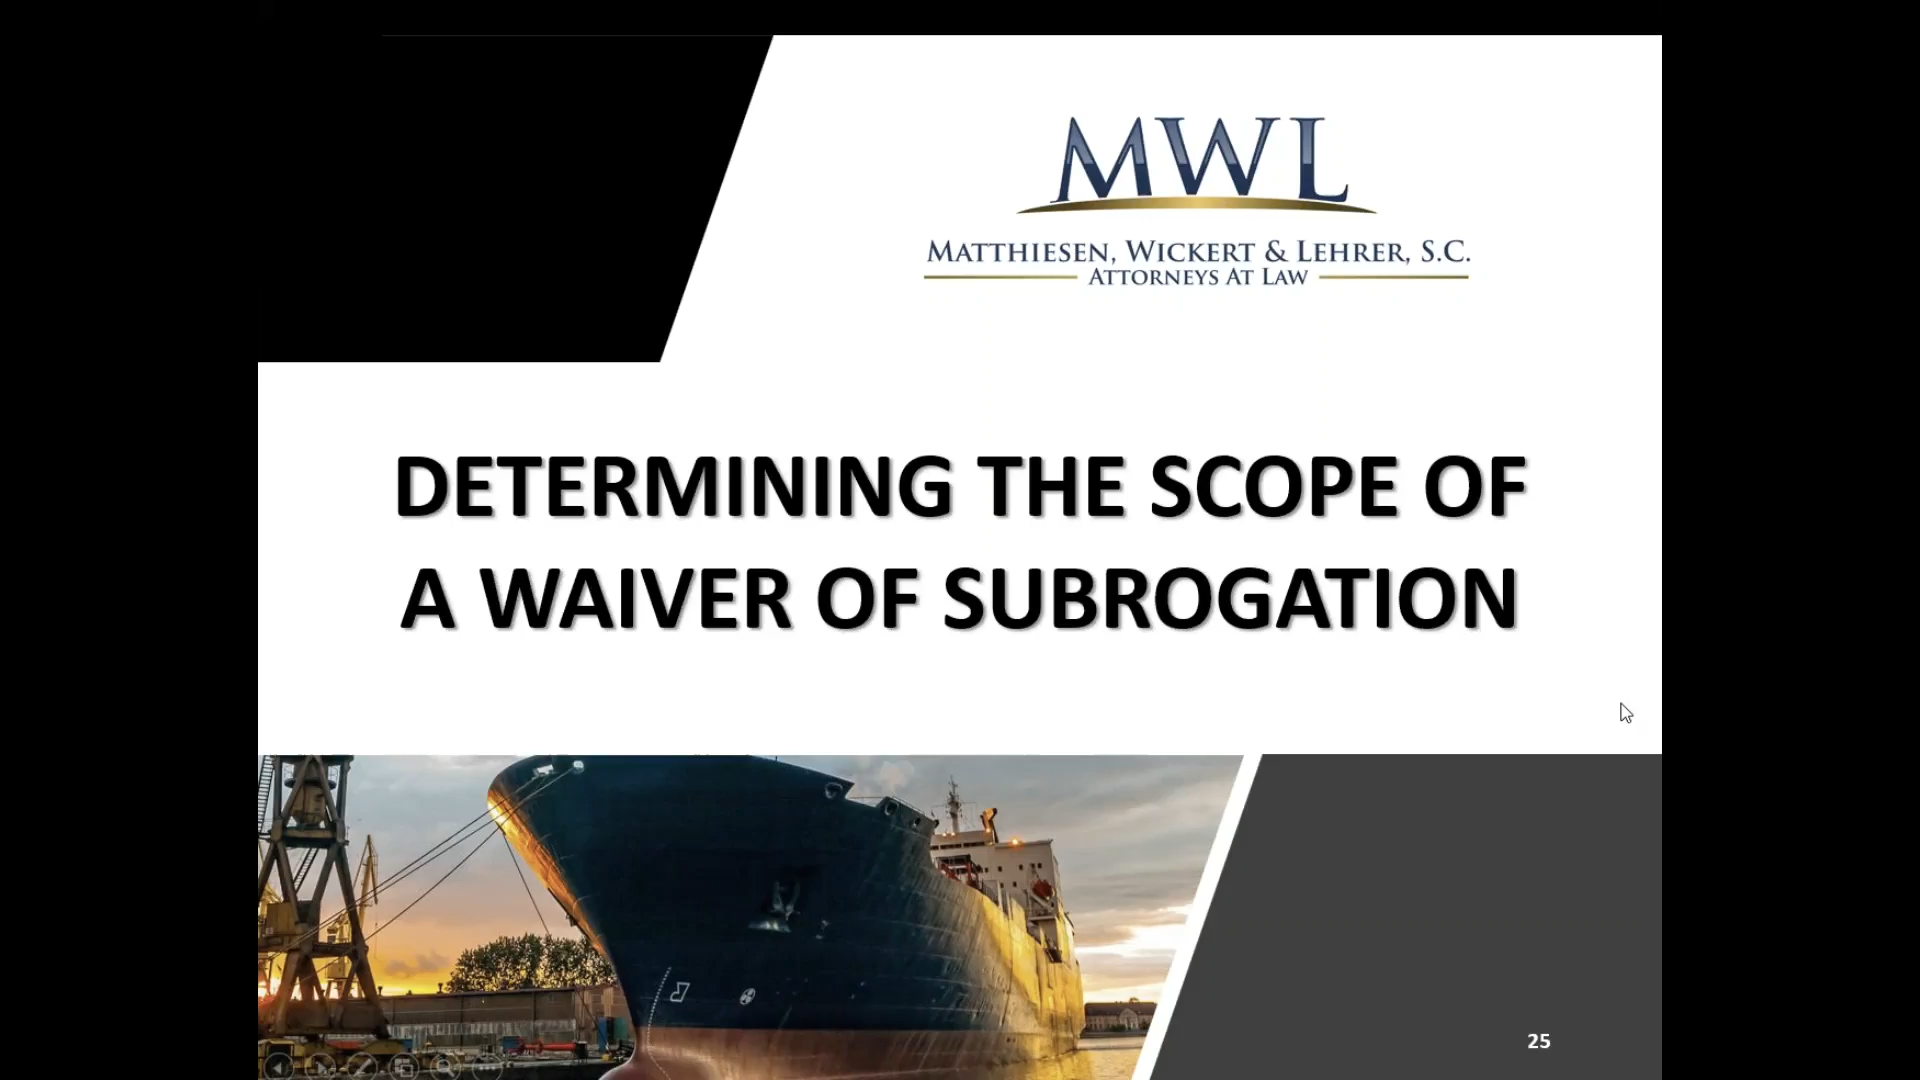 MWL
MATTHIESEN, WICKERT & LEHRER, S.C.
ATTORNEYS AT LAW
DETERMINING THE SCOPE OF
A WAIVER OF SUBROGATION
25